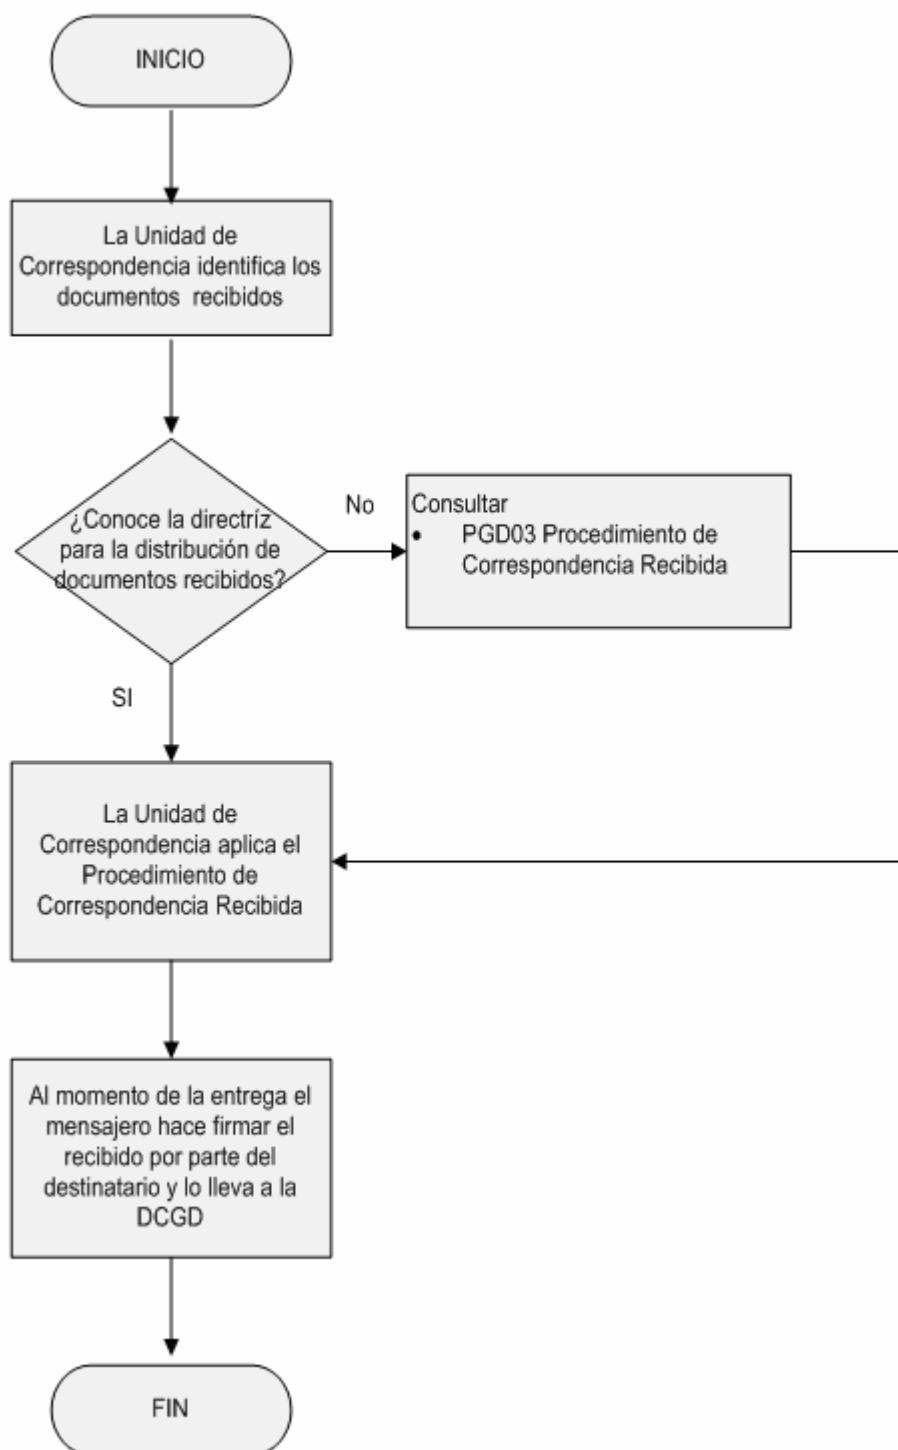 INICIO
La Unidad de
Correspondencia identifica los
documentos recibidos
¿Conoce la directríz
para la distribución de
documentos recibidos?
No
Consultar
• PGD03 Procedimiento de
Correspondencia Recibida
SI
La Unidad de
Correspondencia aplica el
Procedimiento de
Correspondencia Recibida
Al momento de la entrega el
mensajero hace firmar el
recibido por parte del
destinatario y lo lleva a la
DCGD
FIN